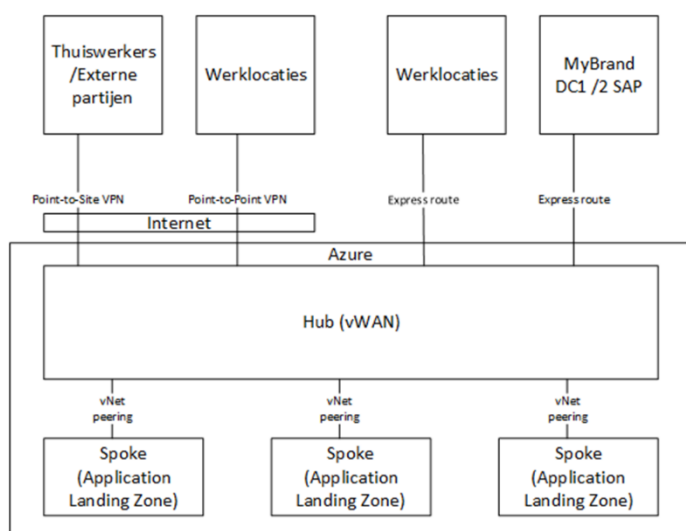 Thuiswerkers
/Externe
partijen
Werklocaties
Werklocaties
MyBrand
DC1 /2 SAP
Point-to-Site VPN
Point-to-Point VPN
Express route
Express route
Internet
Azure
Hub (vWAN)
vNet
peering
vNet
peering
vNet
peering
Spoke
(Application
Landing Zone)
Spoke
(Application
Landing Zone)
Spoke
(Application
Landing Zone)